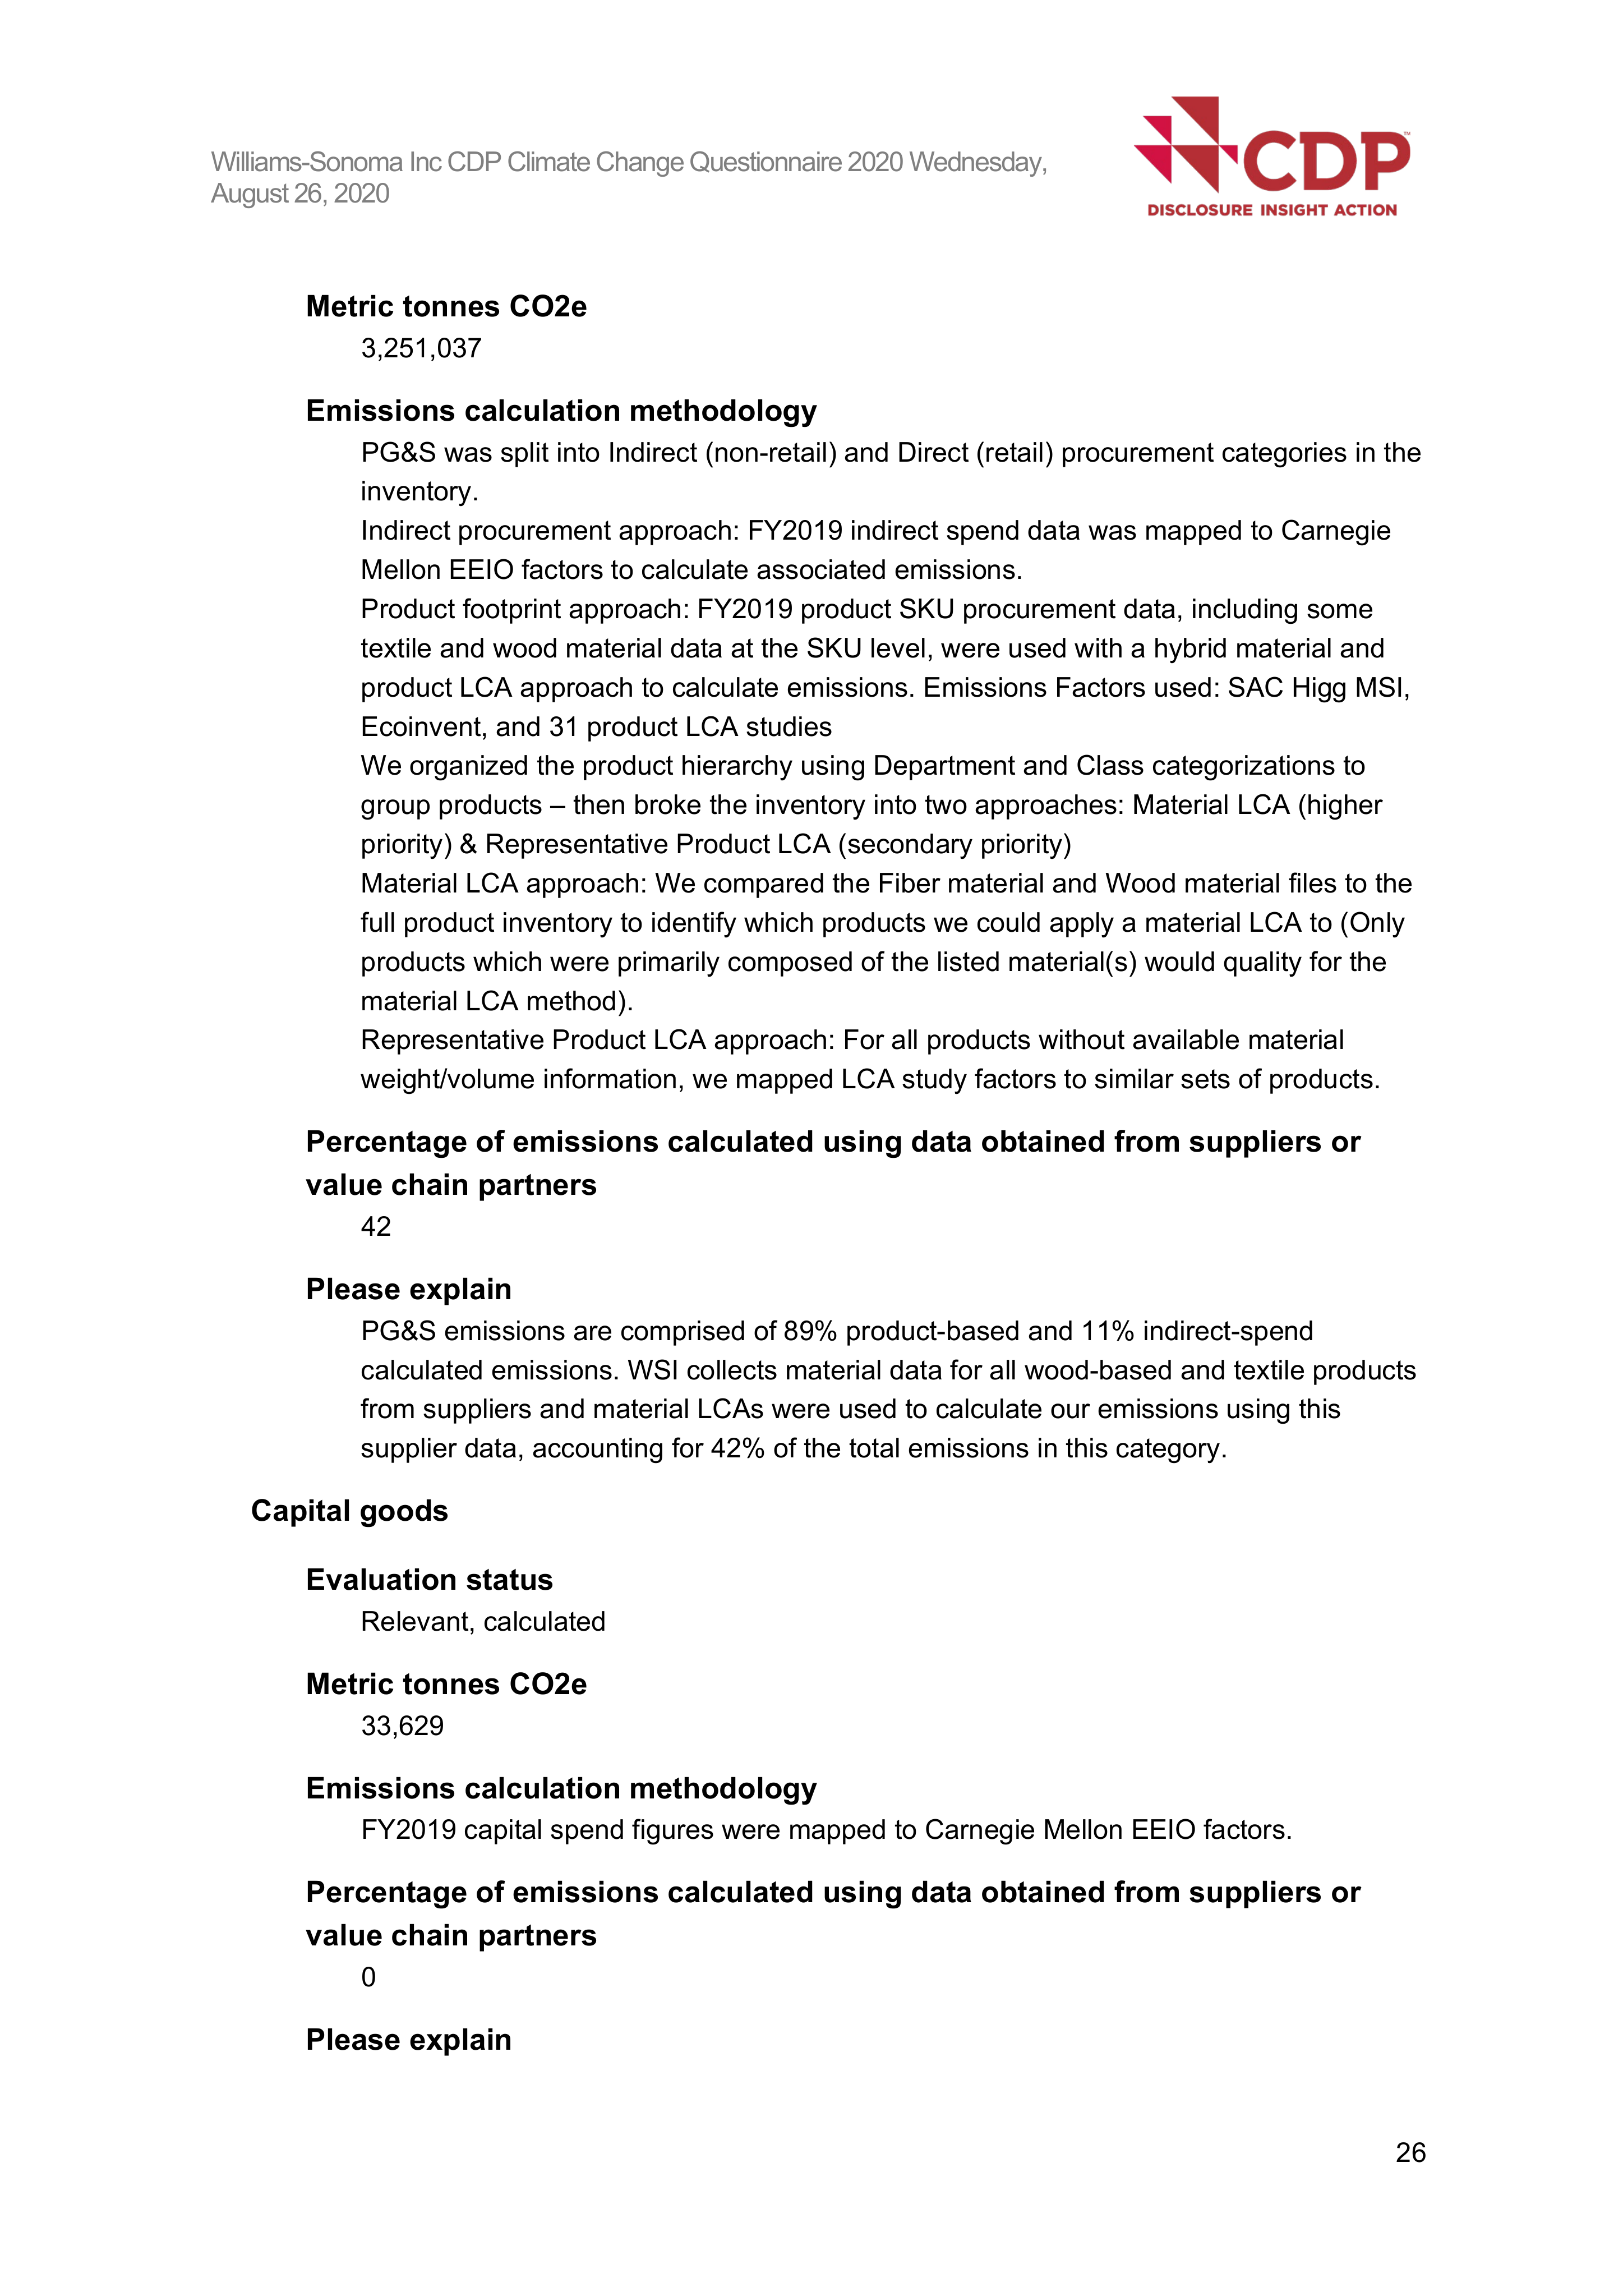 Williams-Sonoma Inc CDP Climate Change Questionnaire 2020 Wednesday,
August 26, 2020
CDP™
DISCLOSURE INSIGHT ACTION
Metric tonnes CO2e
3,251,037
Emissions calculation methodology
PG&S was split into Indirect (non-retail) and Direct (retail) procurement categories in the
inventory.
Indirect procurement approach: FY2019 indirect spend data was mapped to Carnegie
Mellon EEIO factors to calculate associated emissions.
Product footprint approach: FY2019 product SKU procurement data, including some
textile and wood material data at the SKU level, were used with a hybrid material and
product LCA approach to calculate emissions. Emissions Factors used: SAC Higg MSI,
Ecoinvent, and 31 product LCA studies
We organized the product hierarchy using Department and Class categorizations to
group products – then broke the inventory into two approaches: Material LCA (higher
priority) & Representative Product LCA (secondary priority)
Material LCA approach: We compared the Fiber material and Wood material files to the
full product inventory to identify which products we could apply a material LCA to (Only
products which were primarily composed of the listed material(s) would quality for the
material LCA method).
Representative Product LCA approach: For all products without available material
weight/volume information, we mapped LCA study factors to similar sets of products.
Percentage of emissions calculated using data obtained from suppliers or
value chain partners
42
Please explain
PG&S emissions are comprised of 89% product-based and 11% indirect-spend
calculated emissions. WSI collects material data for all wood-based and textile products
from suppliers and material LCAs were used to calculate our emissions using this
supplier data, accounting for 42% of the total emissions in this category.
Capital goods
Evaluation status
Relevant, calculated
Metric tonnes CO2e
33,629
Emissions calculation methodology
FY2019 capital spend figures were mapped to Carnegie Mellon EEIO factors.
Percentage of emissions calculated using data obtained from suppliers or
value chain partners
0
Please explain
26